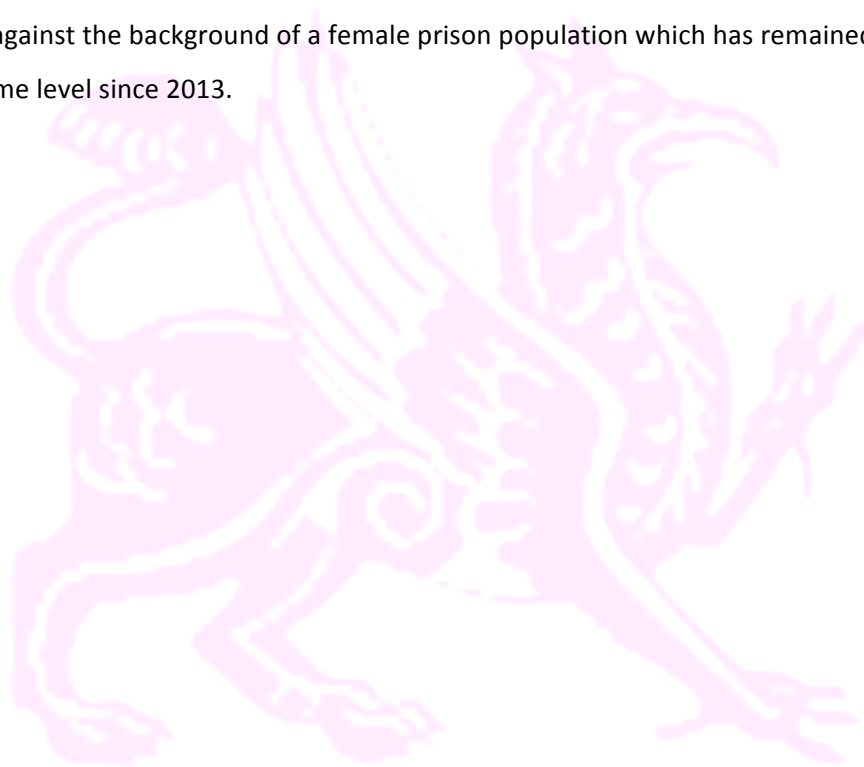 against the background of a female prison population which has remained
me level since 2013.